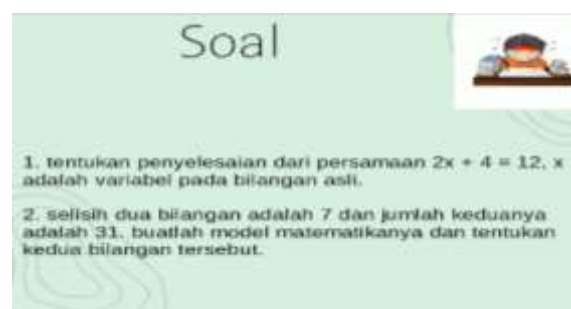 Soal
1. tentukan penyelesaian dari persamaan 2x + 4 = 12, x
adalah variabel pada bilangan asli.
2. selisih dua bilangan adalah 7 dan jumlah keduanya
adalah 31. buatlah model matematikanya dan tentukan
kedua bilangan tersebut.